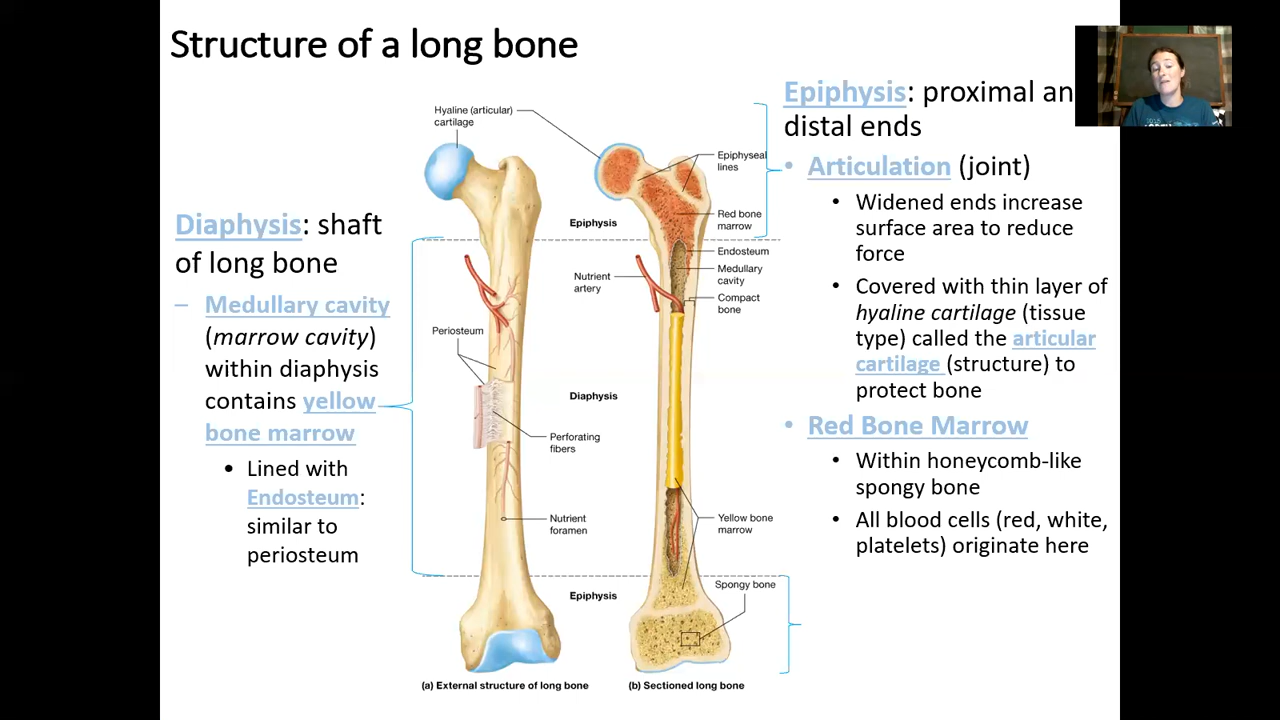 Structure of a long bone
Diaphysis: shaft
of long bone
– Medullary cavity
(marrow cavity)
within diaphysis
contains yellow
bone marrow
• Lined with
Endosteum:
similar to
periosteum
Hyaline (articular)
cartilage
Epiphyseal
lines
Epiphysis
Red bone
marrow
Endosteum
Medullary
cavity
Nutrient
artery
Compact
bone
Periosteum
Diaphysis
Perforating
fibers
Nutrient
foramen
Yellow bone
marrow
Spongy bone
Epiphysis
(a) External structure of long bone
(b) Sectioned long bone
Epiphysis: proximal an
distal ends
• Articulation (joint)
• Widened ends increase
surface area to reduce
force
• Covered with thin layer of
hyaline cartilage (tissue
type) called the articular
cartilage (structure) to
protect bone
• Red Bone Marrow
• Within honeycomb-like
spongy bone
• All blood cells (red, white,
platelets) originate here